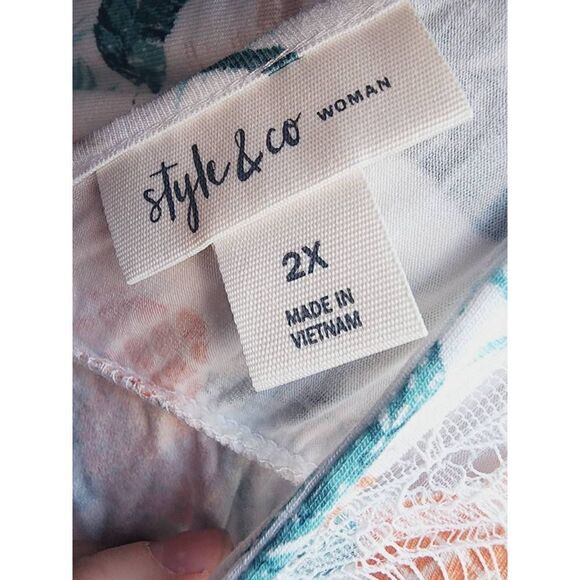 style & co WOMAN
2X
MADE IN
VIETNAM